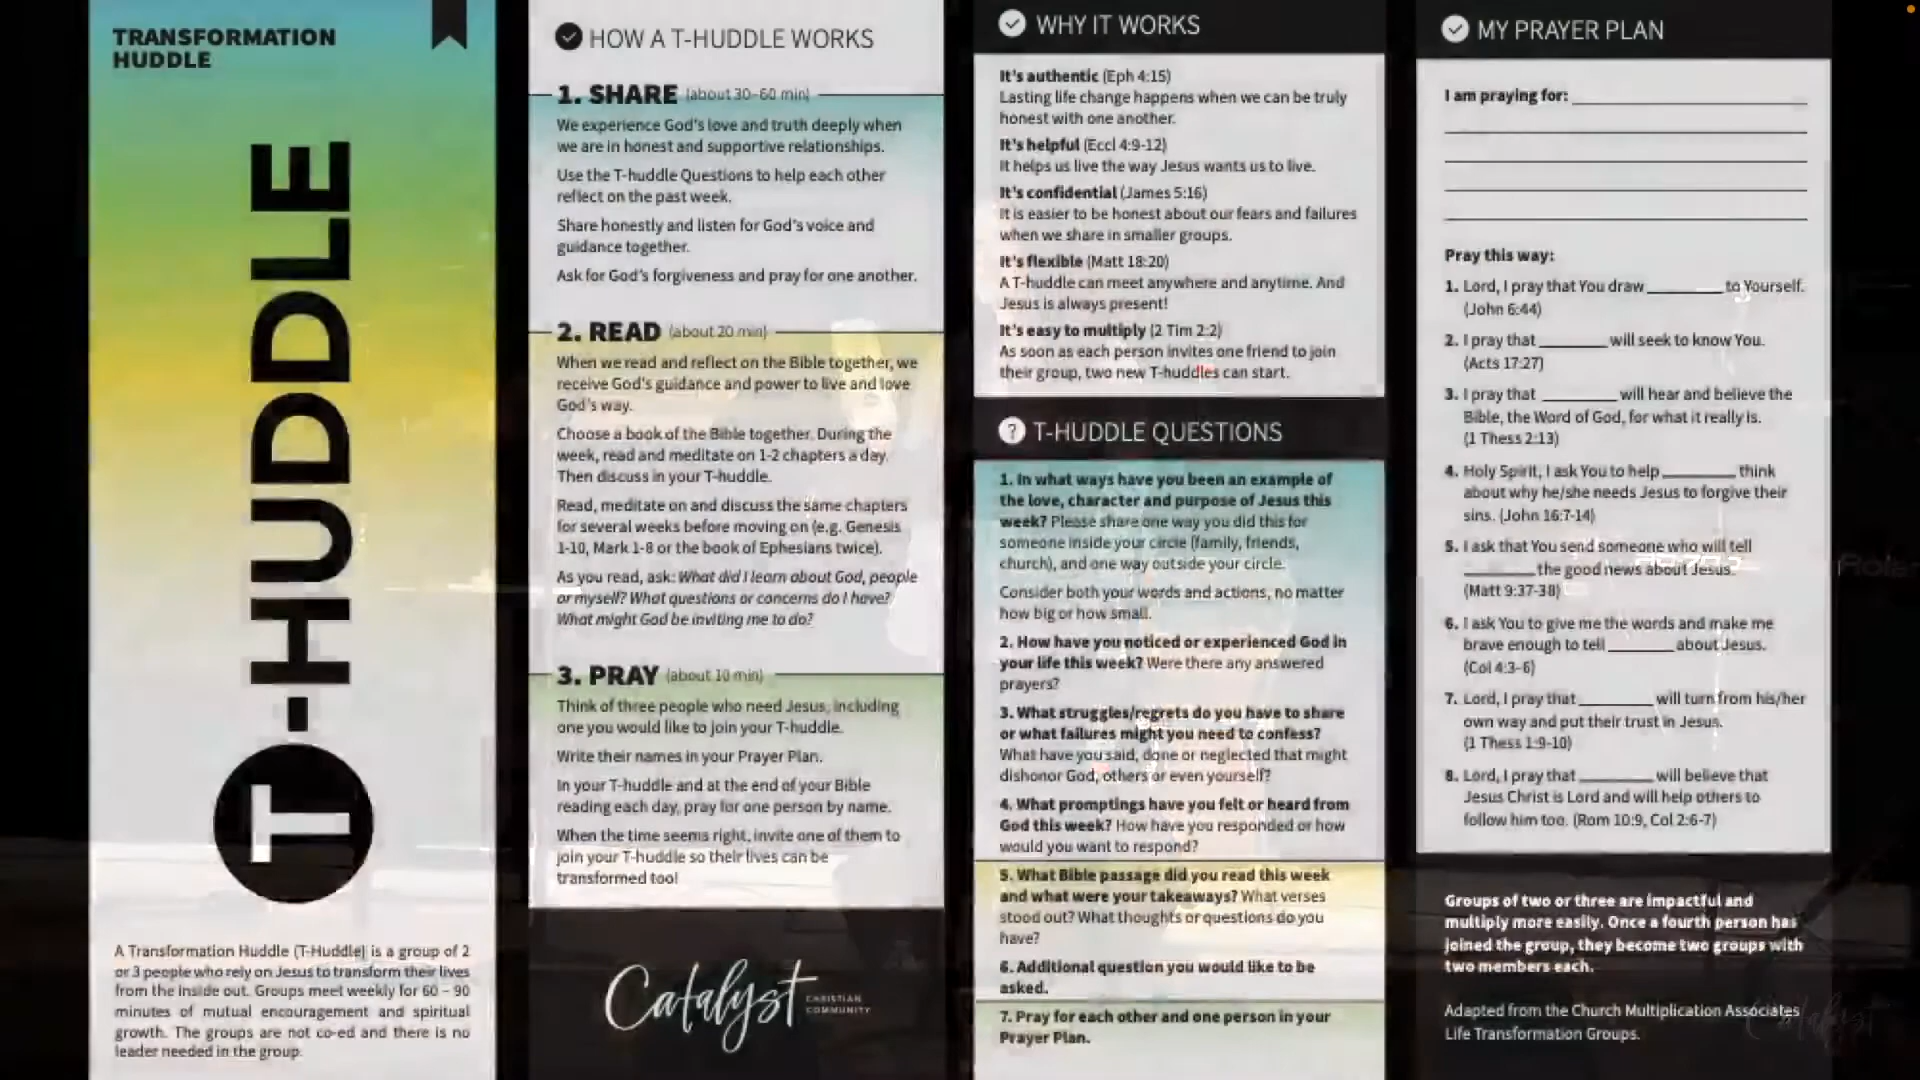 TRANSFORMATION
HUDDLE
T-HUDDLE
A Transformation Huddle (T-Huddle) is a group of 2
or 3 people who rely on Jesus to transform their lives
from the inside out. Groups meet weekly for 60 – 90
minutes of mutual encouragement and spiritual
growth. The groups are not co-ed and there is no
leader needed in the group.
HOW A T-HUDDLE WORKS
1. SHARE (about 30–60 min)
We experience God's love and truth deeply when
we are in honest and supportive relationships.
Use the T-huddle Questions to help each other
reflect on the past week.
Share honestly and listen for God's voice and
guidance together.
Ask for God's forgiveness and pray for one another.
2. READ (about 20 min)
When we read and reflect on the Bible together, we
receive God's guidance and power to live and love
God's way.
Choose a book of the Bible together. During the
week, read and meditate on 1-2 chapters a day.
Then discuss in your T-huddle.
Read, meditate on and discuss the same chapters
for several weeks before moving on (e.g. Genesis
1-10, Mark 1-8 or the book of Ephesians twice).
As you read, ask: What did I learn about God, people
or myself? What questions or concerns do I have?
What might God be inviting me to do?
3. PRAY (about 10 min)
Think of three people who need Jesus, including
one you would like to join your T-huddle.
Write their names in your Prayer Plan.
In your T-huddle and at the end of your Bible
reading each day, pray for one person by name.
When the time seems right, invite one of them to
join your T-huddle so their lives can be
transformed too!
Catalyst CHRISTIAN
COMMUNITY
WHY IT WORKS
It's authentic (Eph 4:15)
Lasting life change happens when we can be truly
honest with one another.
It's helpful (Eccl 4:9-12)
It helps us live the way Jesus wants us to live.
It's confidential (James 5:16)
It is easier to be honest about our fears and failures
when we share in smaller groups.
It's flexible (Matt 18:20)
A T-huddle can meet anywhere and anytime. And
Jesus is always present!
It's easy to multiply (2 Tim 2:2)
As soon as each person invites one friend to join
their group, two new T-huddles can start.
? T-HUDDLE QUESTIONS
1. In what ways have you been an example of
the love, character and purpose of Jesus this
week? Please share one way you did this for
someone inside your circle (family, friends,
church), and one way outside your circle.
Consider both your words and actions, no matter
how big or how small.
2. How have you noticed or experienced God in
your life this week? Were there any answered
prayers?
3. What struggles/regrets do you have to share
or what failures might you need to confess?
What have you said, done or neglected that might
dishonor God, others or even yourself?
4. What promptings have you felt or heard from
God this week? How have you responded or how
would you want to respond?
5. What Bible passage did you read this week
and what were your takeaways? What verses
stood out? What thoughts or questions do you
have?
6. Additional question you would like to be
asked.
7. Pray for each other and one person in your
Prayer Plan.
MY PRAYER PLAN
I am praying for:
Pray this way:
1. Lord, I pray that You draw ________ to Yourself.
(John 6:44)
2. I pray that ________ will seek to know You.
(Acts 17:27)
3. I pray that ________ will hear and believe the
Bible, the Word of God, for what it really is.
(1 Thess 2:13)
4. Holy Spirit, I ask You to help ________ think
about why he/she needs Jesus to forgive their
sins. (John 16:7-14)
5. I ask that You send someone who will tell
________ the good news about Jesus.
(Matt 9:37-38)
6. I ask You to give me the words and make me
brave enough to tell ________ about Jesus.
(Col 4:3-6)
7. Lord, I pray that ________ will turn from his/her
own way and put their trust in Jesus.
(1 Thess 1:9-10)
8. Lord, I pray that ________ will believe that
Jesus Christ is Lord and will help others to
follow him too. (Rom 10:9, Col 2:6-7)
Groups of two or three are impactful and
multiply more easily. Once a fourth person has
joined the group, they become two groups with
two members each.
Adapted from the Church Multiplication Associates
Life Transformation Groups.
Catalyst